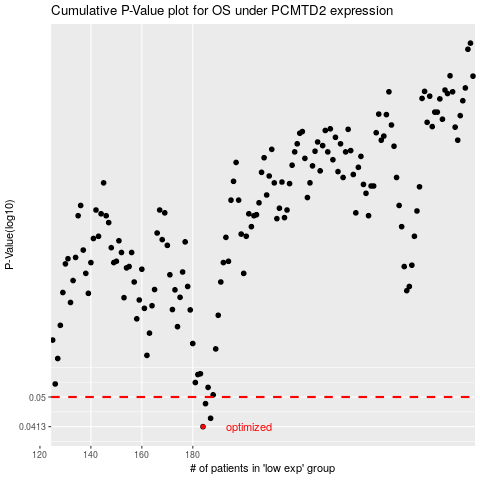 Cumulative P-Value plot for OS under PCMTD2 expression
P-Value(log10)
0.05
0.0413
optimized
120 140 160 180
# of patients in 'low exp' group